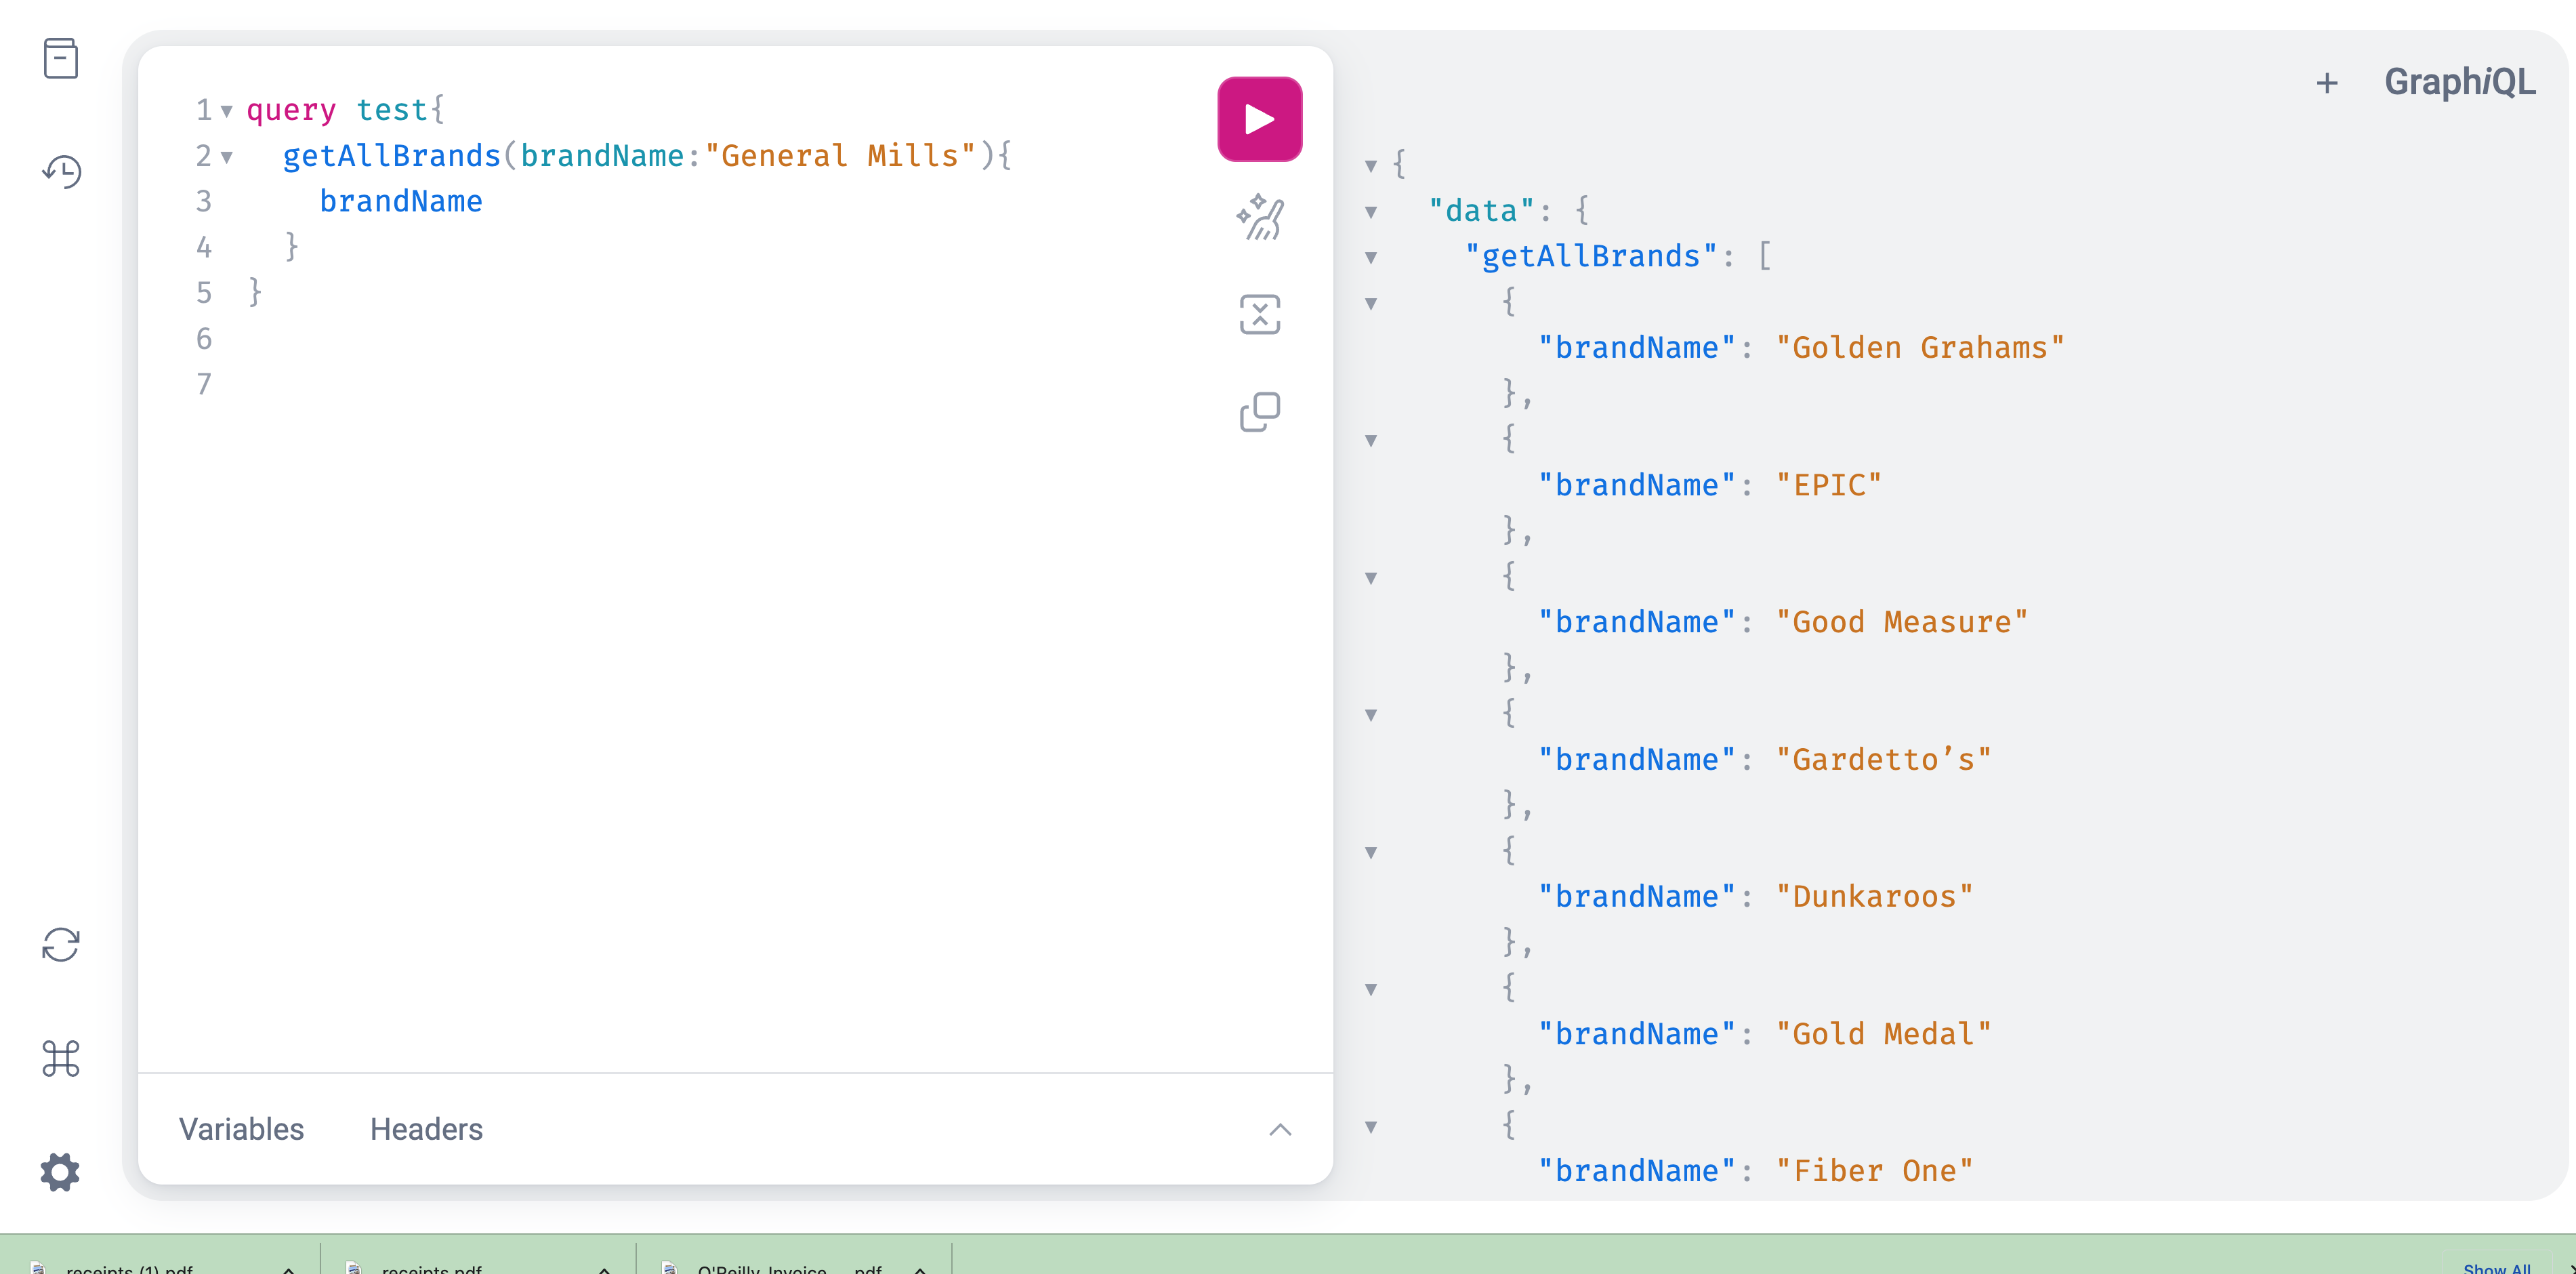 1 query test{
2 getAllBrands(brandName:"General Mills"){
3 brandName
4 }
5 }
6
7
Variables Headers
+ GraphiQL
{
"data": {
"getAllBrands": [
{
"brandName": "Golden Grahams"
},
{
"brandName": "EPIC"
},
{
"brandName": "Good Measure"
},
{
"brandName": "Gardetto’s"
},
{
"brandName": "Dunkaroos"
},
{
"brandName": "Gold Medal"
},
{
"brandName": "Fiber One"
receipts (1).pdf receipts.pdf O'Reilly_Invoice_....pdf Show All